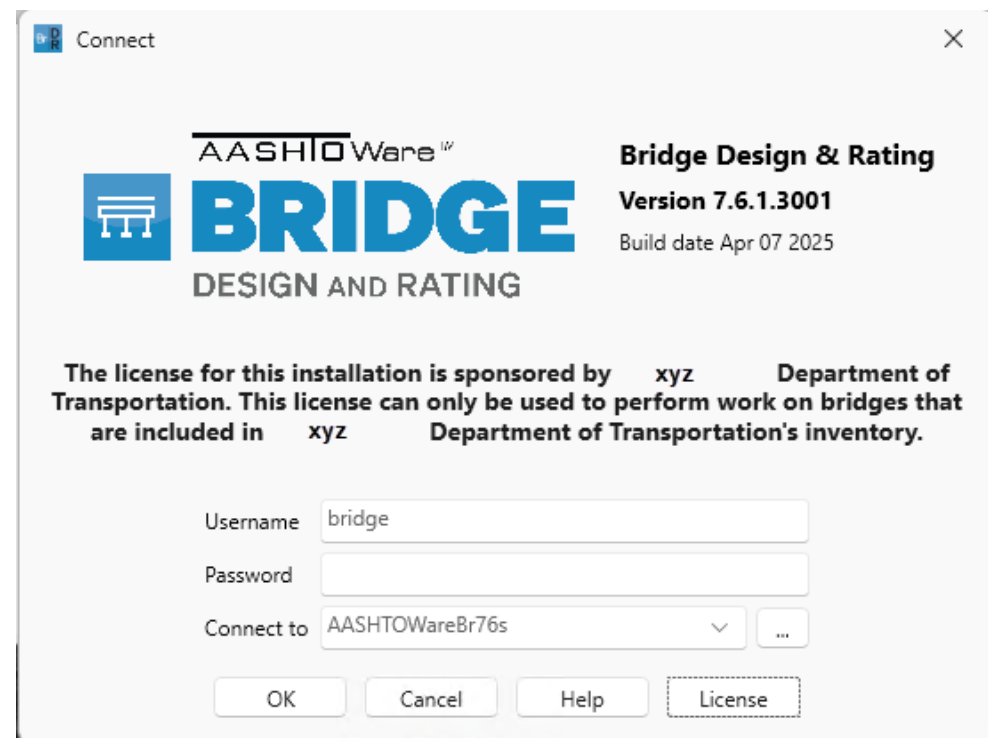 Br DR Connect
AASHTOWare
BRIDGE
DESIGN AND RATING
Bridge Design & Rating
Version 7.6.1.3001
Build date Apr 07 2025
The license for this installation is sponsored by xyz Department of
Transportation. This license can only be used to perform work on bridges that
are included in xyz Department of Transportation's inventory.
Username bridge
Password
Connect to AASHTOWareBr76s ...
OK Cancel Help License